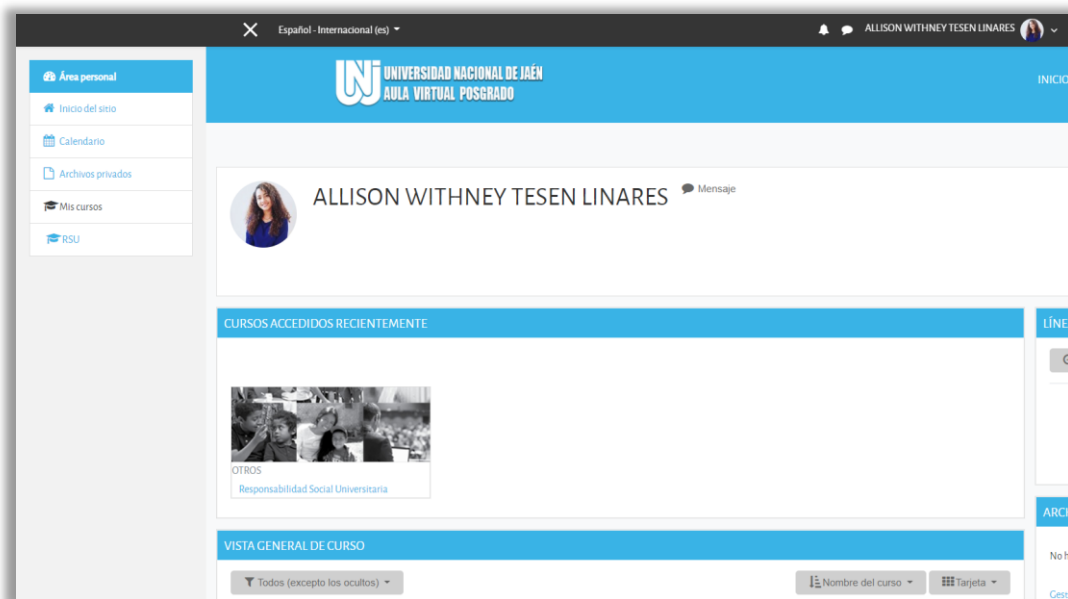 Español - Internacional (es)
ALLISON WITHNEY TESEN LINARES
Área personal
Inicio del sitio
Calendario
Archivos privados
Mis cursos
RSU
UNJ UNIVERSIDAD NACIONAL DE JAÉN
AULA VIRTUAL POSGRADO
INICIO
ALLISON WITHNEY TESEN LINARES
Mensaje
CURSOS ACCEDIDOS RECIENTEMENTE
OTROS
Responsabilidad Social Universitaria
VISTA GENERAL DE CURSO
Todos (excepto los ocultos)
Nombre del curso
Tarjeta
No h